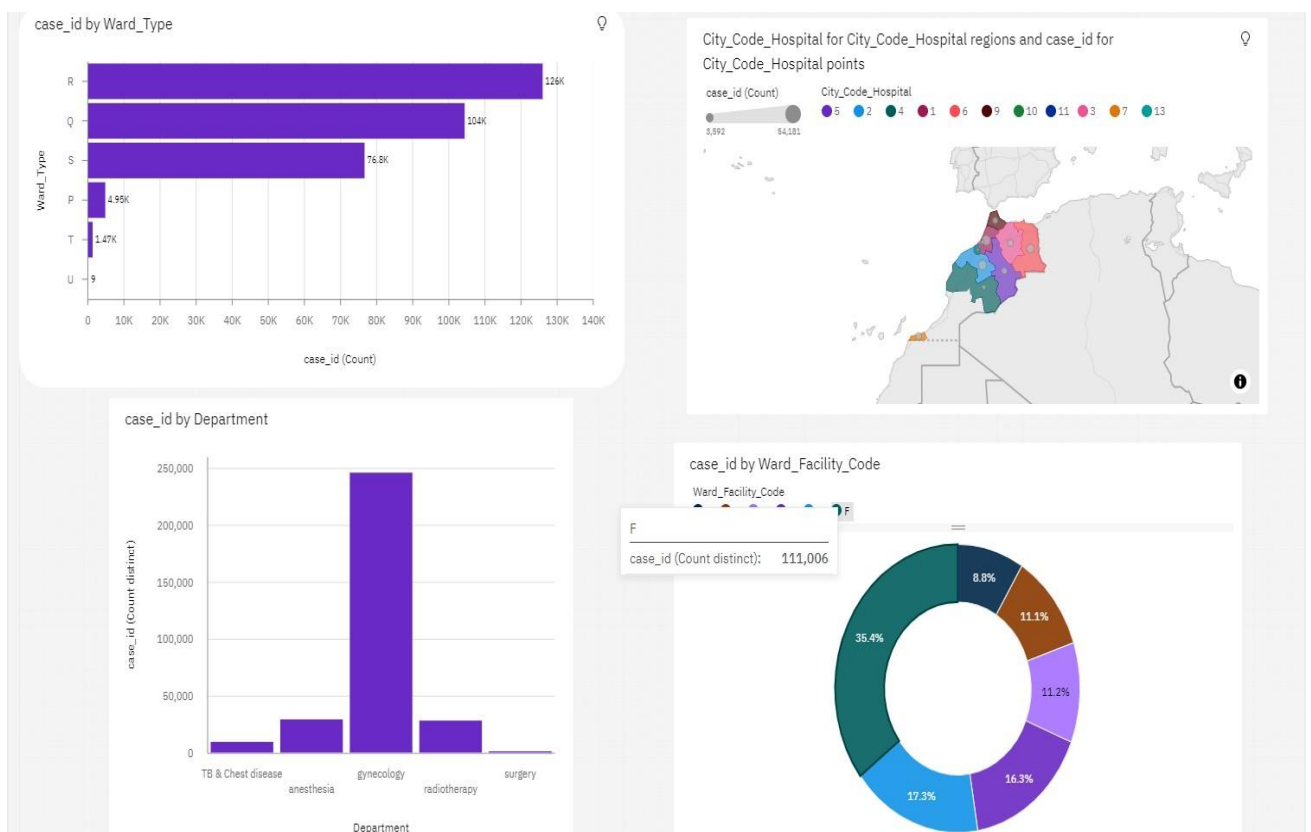 case_id by Ward_Type
R
126K
Q
104K
S
76.8K
P
4.95K
T
1.47K
U
9
Ward_Type
0 10K 20K 30K 40K 50K 60K 70K 80K 90K 100K 110K 120K 130K 140K
case_id (Count)
City_Code_Hospital for City_Code_Hospital regions and case_id for
City_Code_Hospital points
case_id (Count)
3,592 54,181
City_Code_Hospital
5 2 4 1 6 9 10 11 3 7 13
case_id by Department
250,000
200,000
150,000
100,000
50,000
0
case_id (Count distinct)
TB & Chest disease
anesthesia
gynecology
radiotherapy
surgery
Department
case_id by Ward_Facility_Code
Ward_Facility_Code
F
F
case_id (Count distinct): 111,006
8.8%
11.1%
11.2%
16.3%
17.3%
35.4%